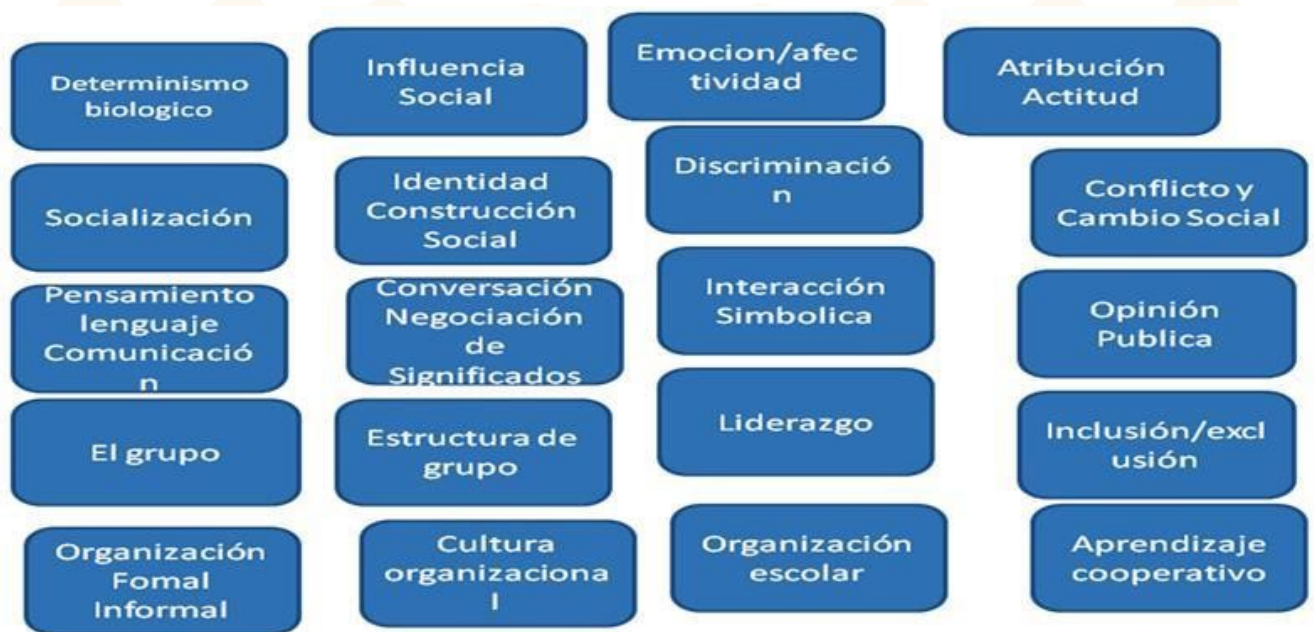 Determinismo
biologico
Influencia
Social
Emocion/afec
tividad
Atribución
Actitud
Socialización
Identidad
Construcción
Social
Discriminació
n
Conflicto y
Cambio Social
Pensamiento
lenguaje
Comunicació
n
Conversación
Negociación
de
Significados
Interacción
Simbolica
Opinión
Publica
El grupo
Estructura de
grupo
Liderazgo
Inclusión/excl
usión
Organización
Fomal
Informal
Cultura
organizaciona
l
Organización
escolar
Aprendizaje
cooperativo